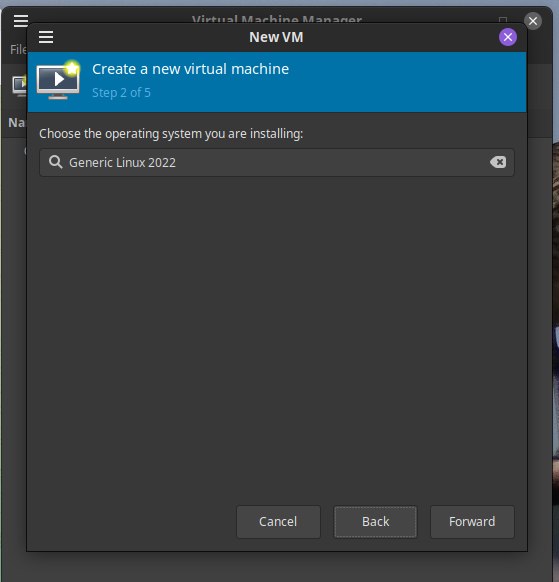 Virtual Machine Manager
File
New VM
Create a new virtual machine
Step 2 of 5
Choose the operating system you are installing:
Generic Linux 2022
Cancel
Back
Forward